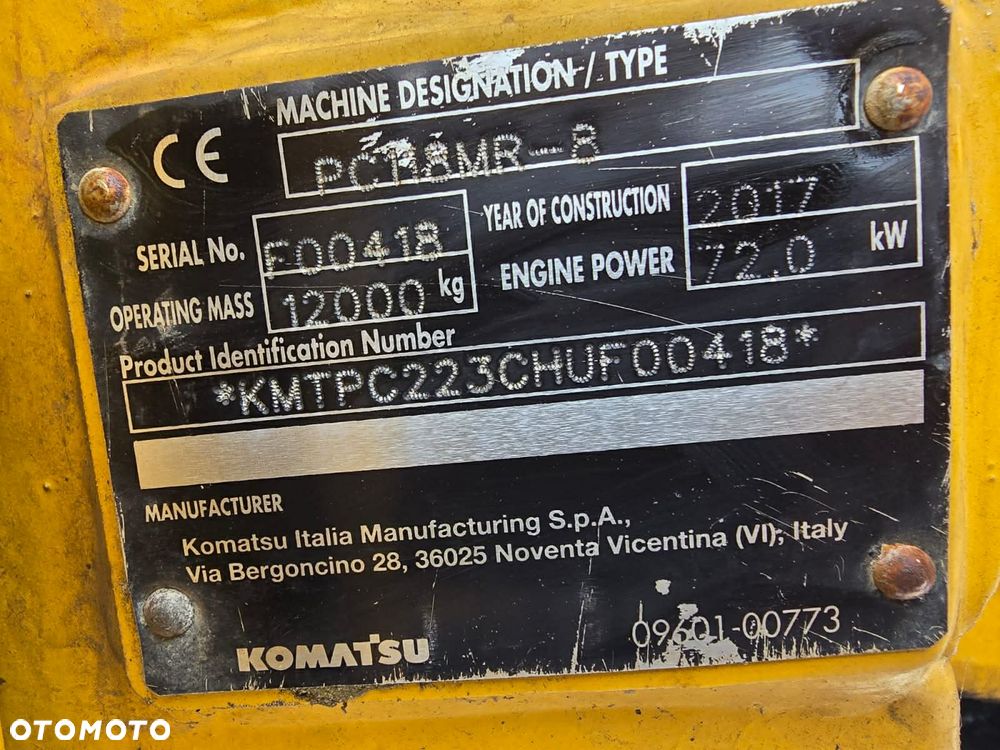 CE
MACHINE DESIGNATION / TYPE
PC118MR-8
SERIAL No. F00418
YEAR OF CONSTRUCTION 2017
OPERATING MASS 12000 kg
ENGINE POWER 72.0 kW
Product Identification Number
*KMTPC223CHUF00418*
MANUFACTURER
Komatsu Italia Manufacturing S.p.A.,
Via Bergoncino 28, 36025 Noventa Vicentina (VI); Italy
KOMATSU
09601-00773
OTOMOTO